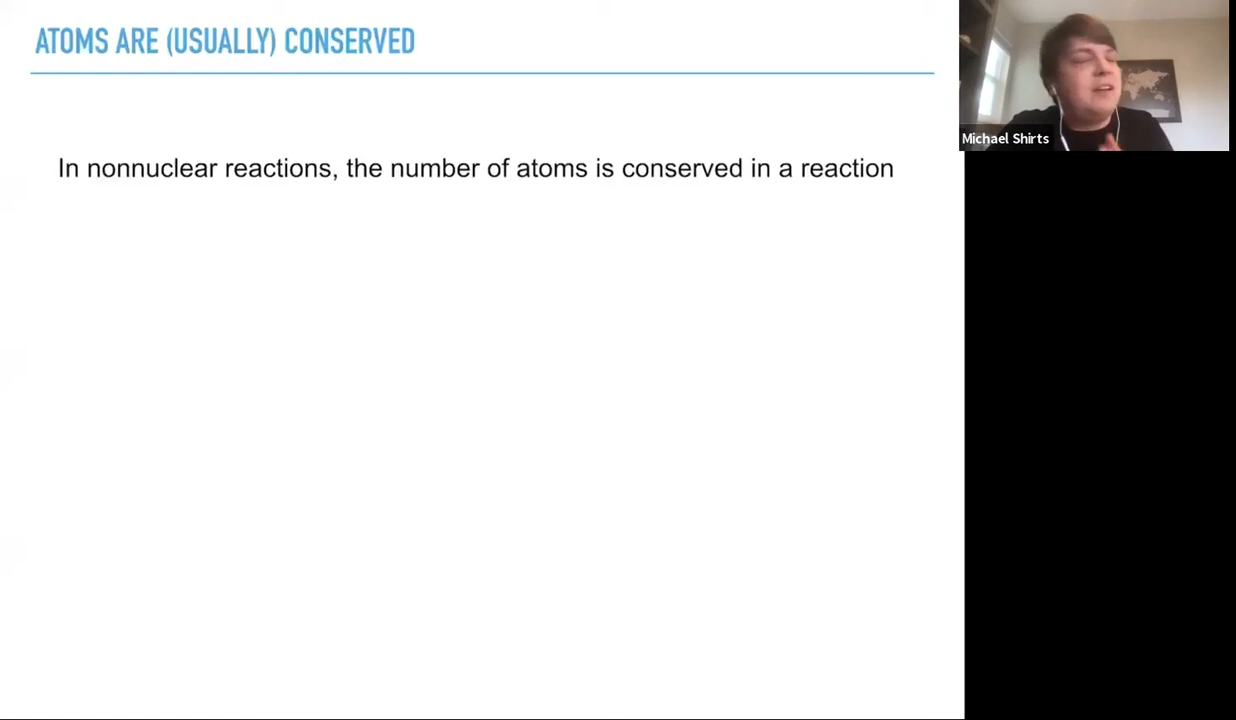 ATOMS ARE (USUALLY) CONSERVED
Michael Shirts
In nonnuclear reactions, the number of atoms is conserved in a reaction